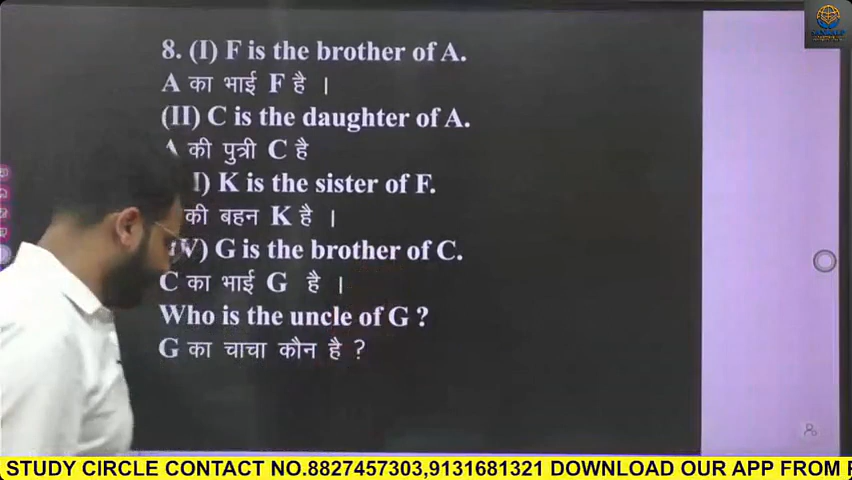 8. (I) F is the brother of A.
A का भाई F है ।
(II) C is the daughter of A.
की पुत्री C है
K is the sister of F.
की बहन K है ।
G is the brother of C.
C का भाई G है ।
Who is the uncle of G ?
G का चाचा कौन है ?
STUDY CIRCLE CONTACT NO.8827457303,9131681321 DOWNLOAD OUR APP FROM